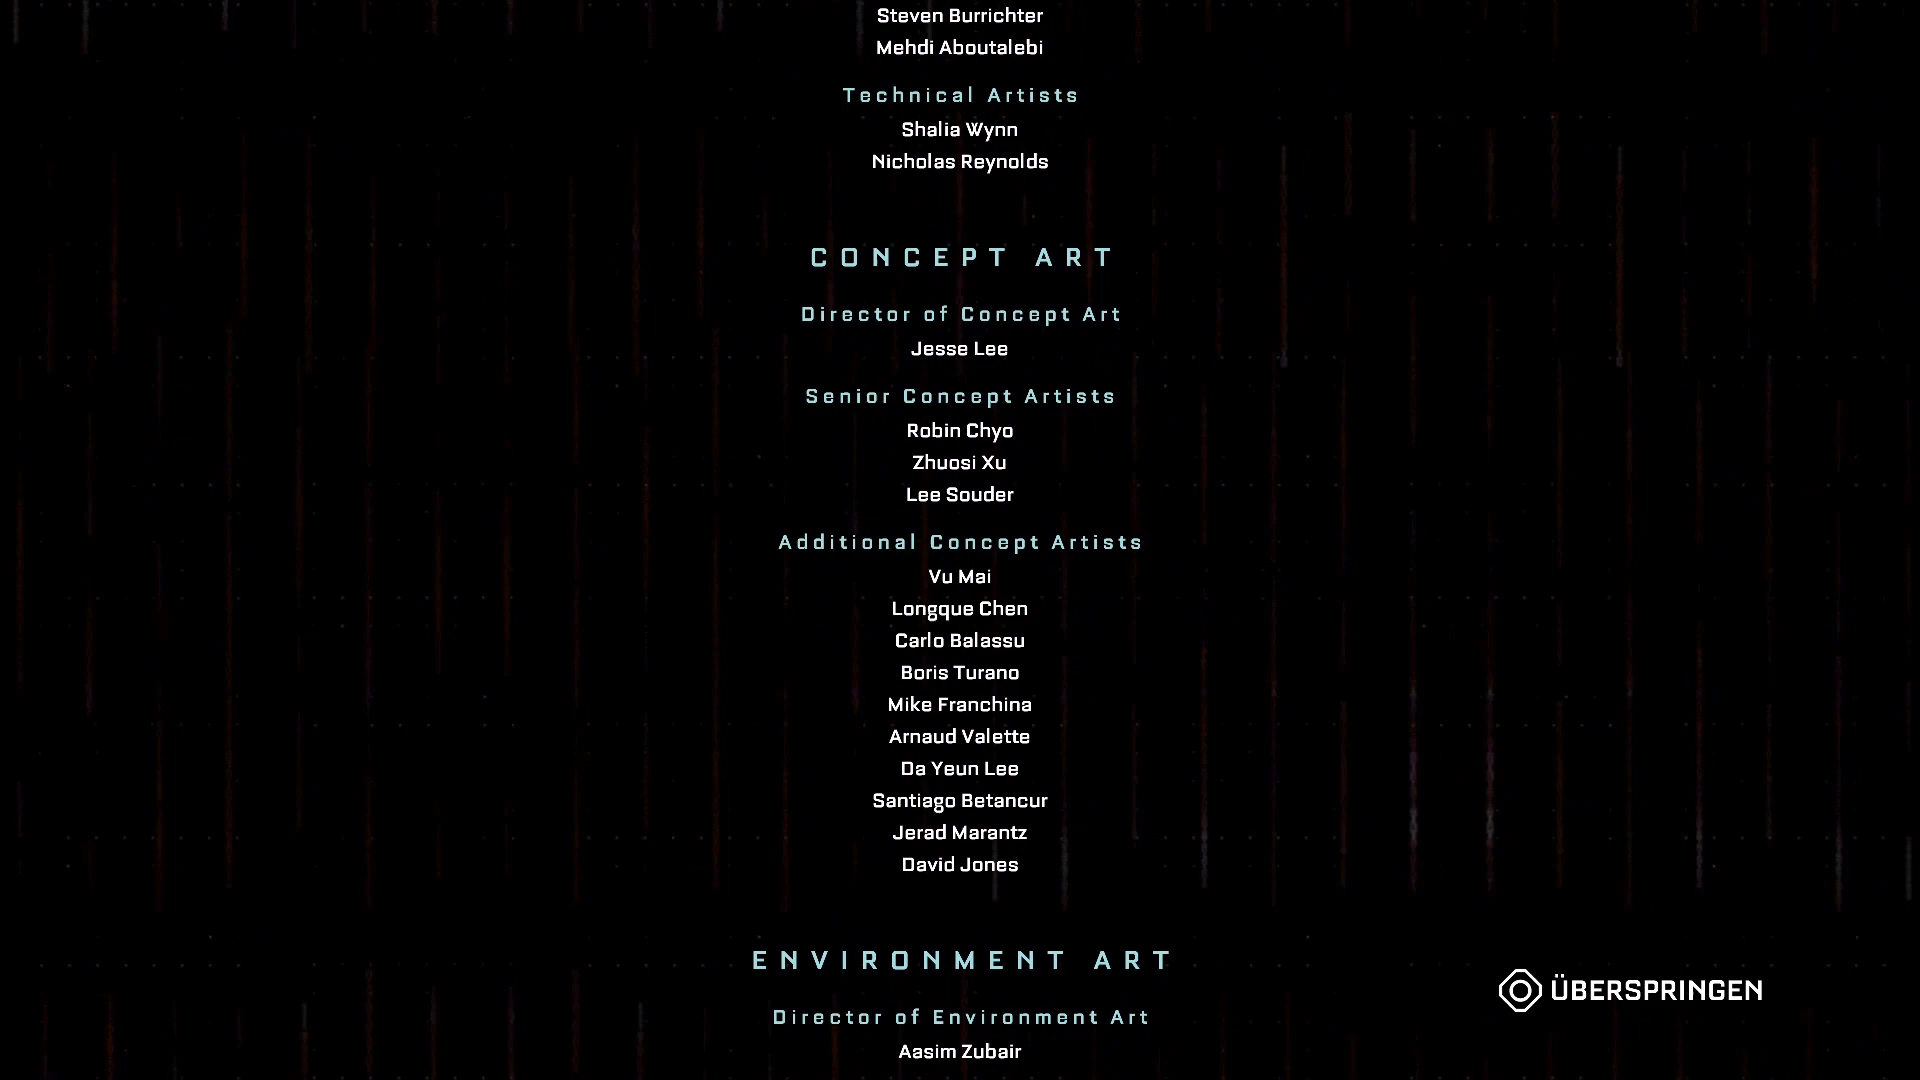 Steven Burrichter
Mehdi Aboutalebi
Technical Artists
Shalia Wynn
Nicholas Reynolds
CONCEPT ART
Director of Concept Art
Jesse Lee
Senior Concept Artists
Robin Chyo
Zhuosi Xu
Lee Souder
Additional Concept Artists
Vu Mai
Longque Chen
Carlo Balassu
Boris Turano
Mike Franchina
Arnaud Valette
Da Yeun Lee
Santiago Betancur
Jerad Marantz
David Jones
ENVIRONMENT ART
ÜBERSPRINGEN
Director of Environment Art
Aasim Zubair